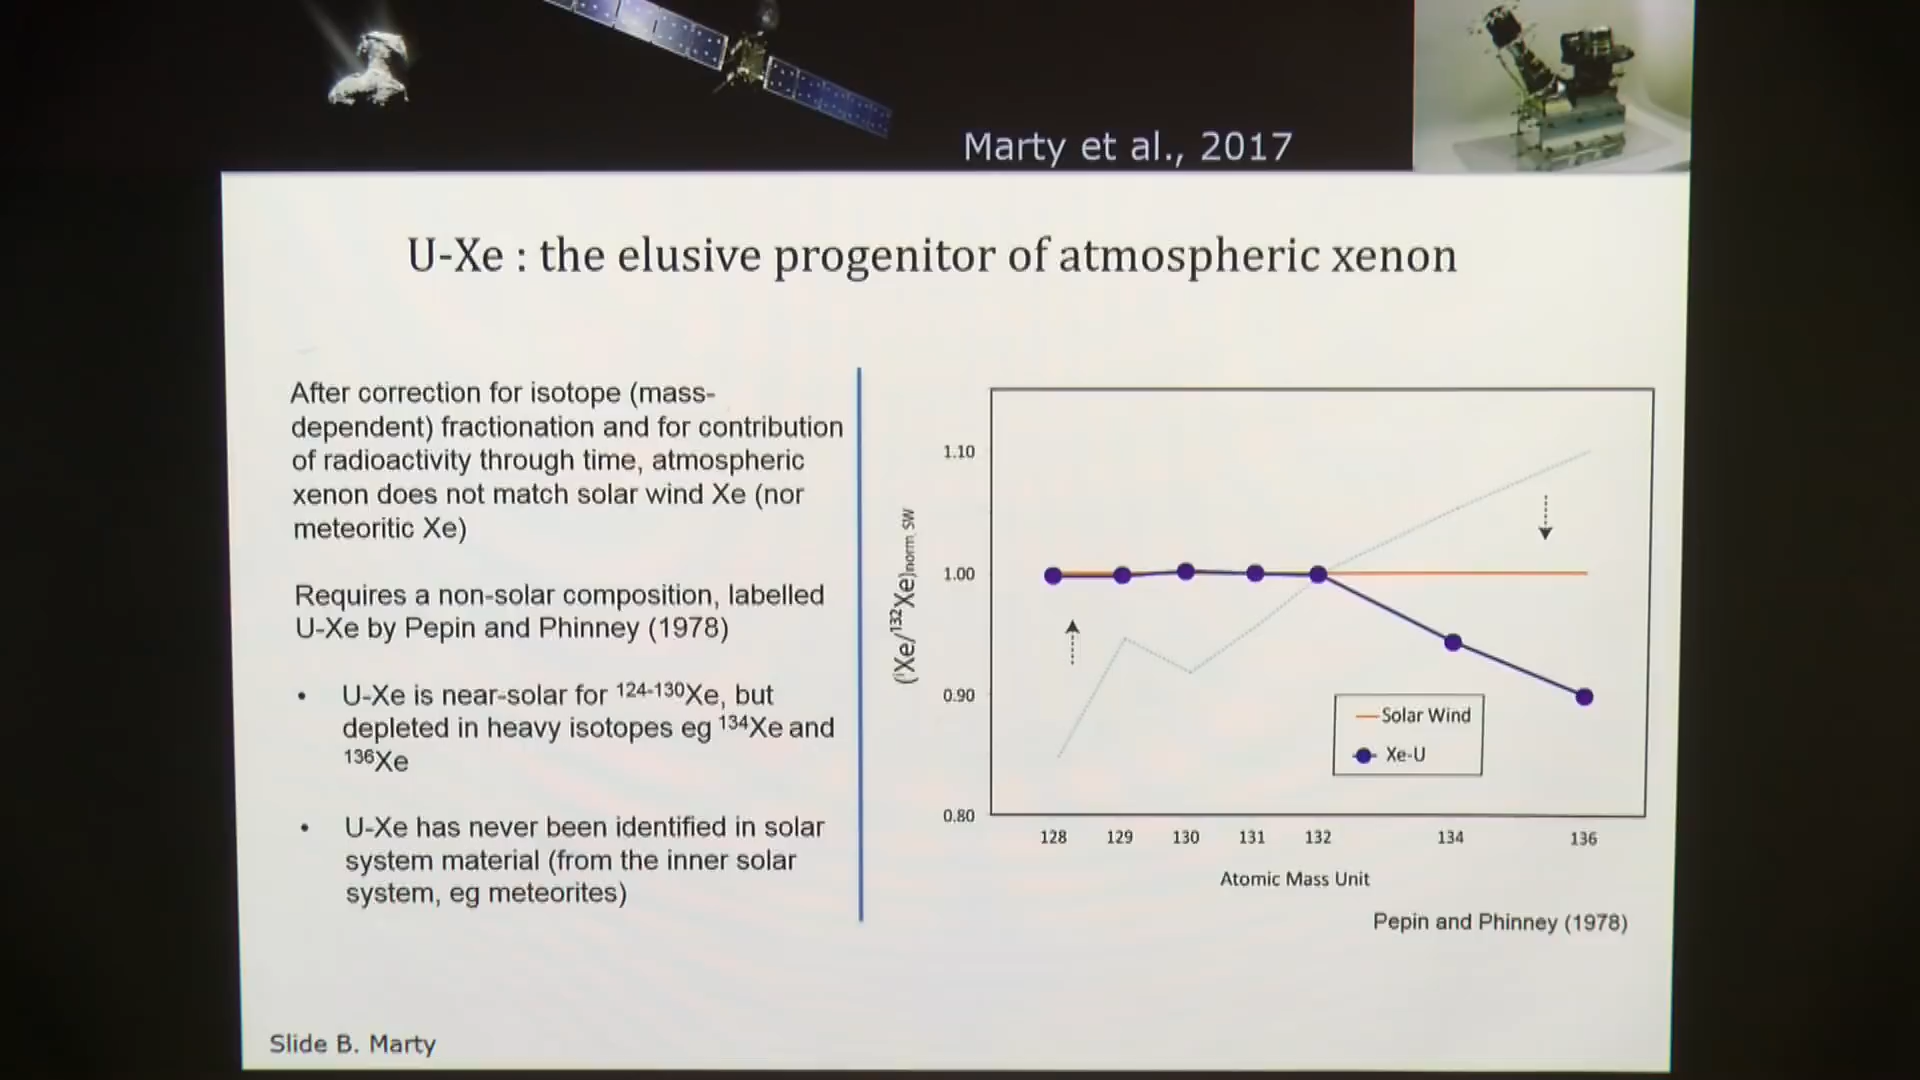 Marty et al., 2017
U-Xe : the elusive progenitor of atmospheric xenon
After correction for isotope (mass-
dependent) fractionation and for contribution
of radioactivity through time, atmospheric
xenon does not match solar wind Xe (nor
meteoritic Xe)
Requires a non-solar composition, labelled
U-Xe by Pepin and Phinney (1978)
• U-Xe is near-solar for 124-130Xe, but
depleted in heavy isotopes eg 134Xe and
136Xe
• U-Xe has never been identified in solar
system material (from the inner solar
system, eg meteorites)
(iXe/132Xe)norm. SW
1.10
1.00
0.90
0.80
Solar Wind
Xe-U
128 129 130 131 132 134 136
Atomic Mass Unit
Pepin and Phinney (1978)
Slide B. Marty